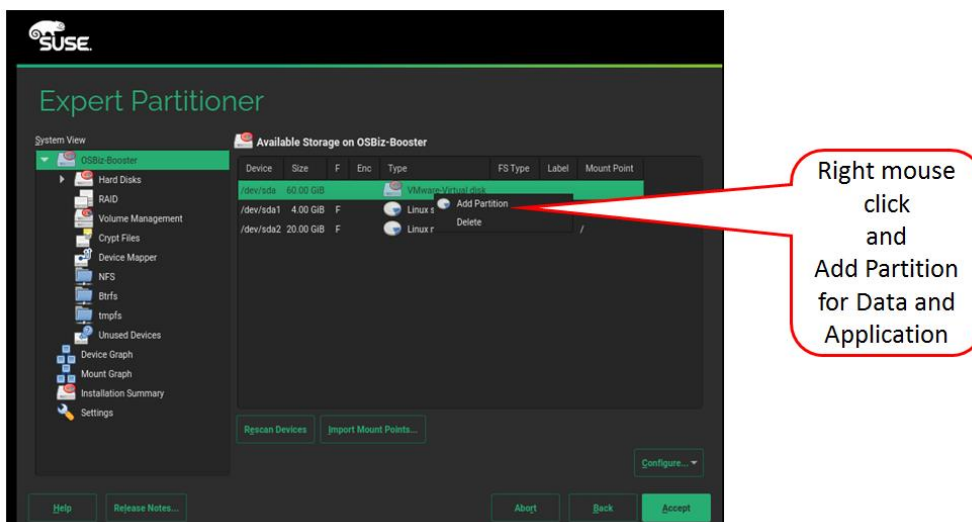 SUSE.
Expert Partitioner
System View
OSBiz-Booster
Hard Disks
RAID
Volume Management
Crypt Files
Device Mapper
NFS
Btrfs
tmpfs
Unused Devices
Device Graph
Mount Graph
Installation Summary
Settings
Available Storage on OSBiz-Booster
Device Size F Enc Type FS Type Label Mount Point
/dev/sda 60.00 GiB VMware-Virtual disk
/dev/sda1 4.00 GiB F Linux s
/dev/sda2 20.00 GiB F Linux r /
Add Partition
Delete
Rescan Devices Import Mount Points...
Configure...
Help Release Notes... Abort Back Accept
Right mouse
click
and
Add Partition
for Data and
Application